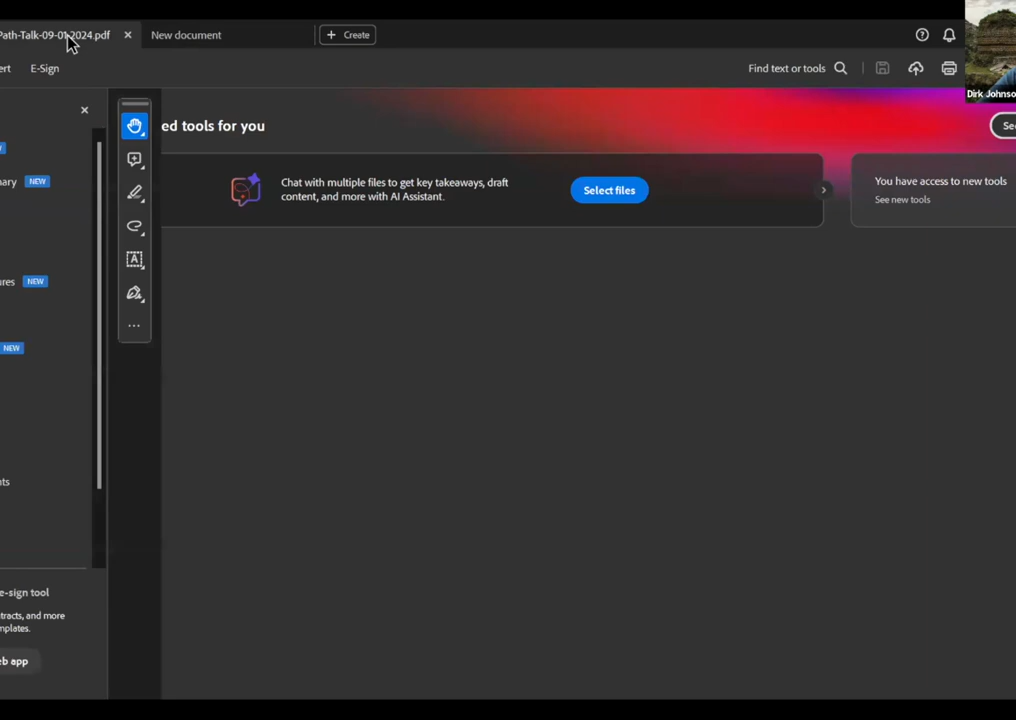 Path-Talk-09-01-2024.pdf
New document
Create
ert
E-Sign
Find text or tools
Dirk Johnso
ed tools for you
See
Chat with multiple files to get key takeaways, draft
content, and more with AI Assistant.
Select files
You have access to new tools
See new tools
w
nary NEW
ures NEW
NEW
nts
e-sign tool
tracts, and more
mplates.
eb app